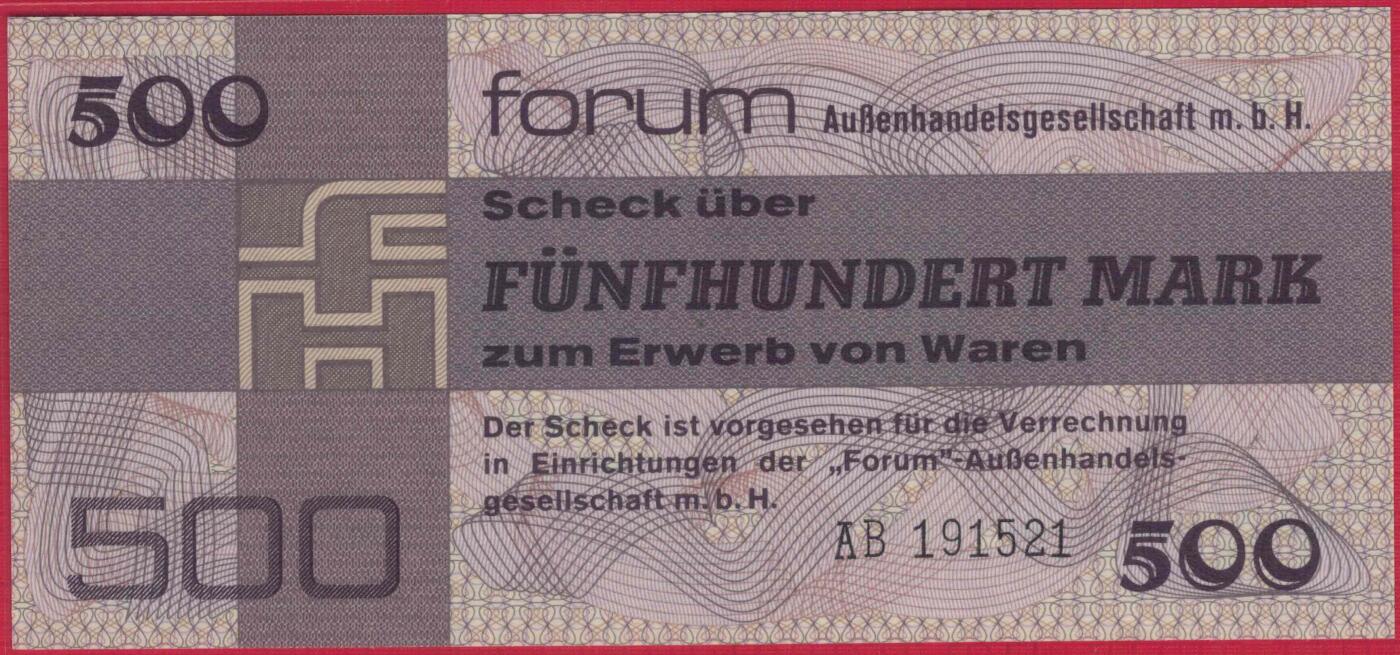 500
forum Außenhandelsgesellschaft m. b. H.
Scheck über
FÜNFHUNDERT MARK
zum Erwerb von Waren
Der Scheck ist vorgesehen für die Verrechnung
in Einrichtungen der „Forum”-Außenhandels-
gesellschaft m. b. H.
500
AB 191521
500